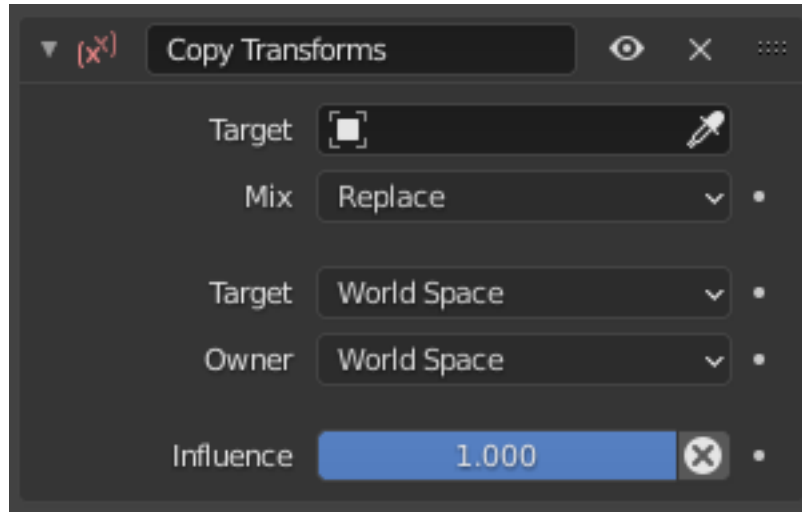 Copy Transforms
Target
Mix Replace
Target World Space
Owner World Space
Influence 1.000